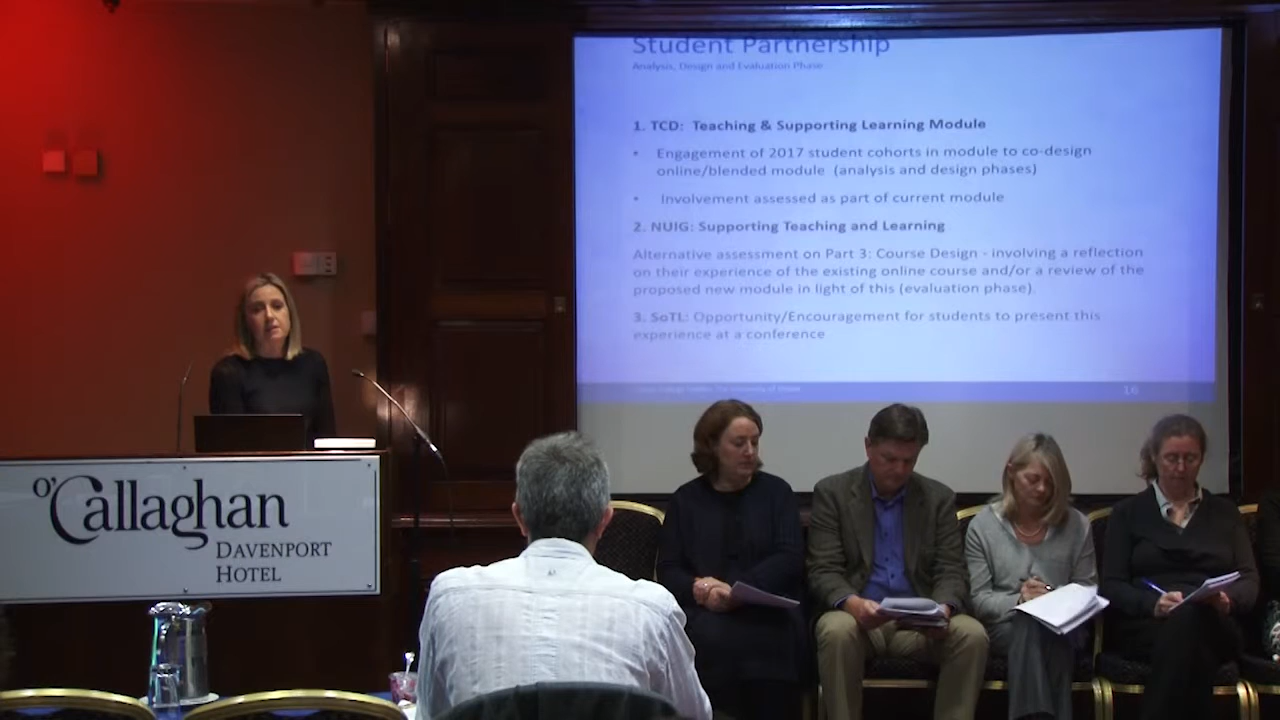 Student Partnership
Analysis, Design and Evaluation Phase
1. TCD: Teaching & Supporting Learning Module
• Engagement of 2017 student cohorts in module to co-design
online/blended module (analysis and design phases)
• Involvement assessed as part of current module
2. NUIG: Supporting Teaching and Learning
Alternative assessment on Part 3: Course Design - involving a reflection
on their experience of the existing online course and/or a review of the
proposed new module in light of this (evaluation phase).
3. SoTL: Opportunity/Encouragement for students to present this
experience at a conference
16
O'Callaghan
DAVENPORT
HOTEL